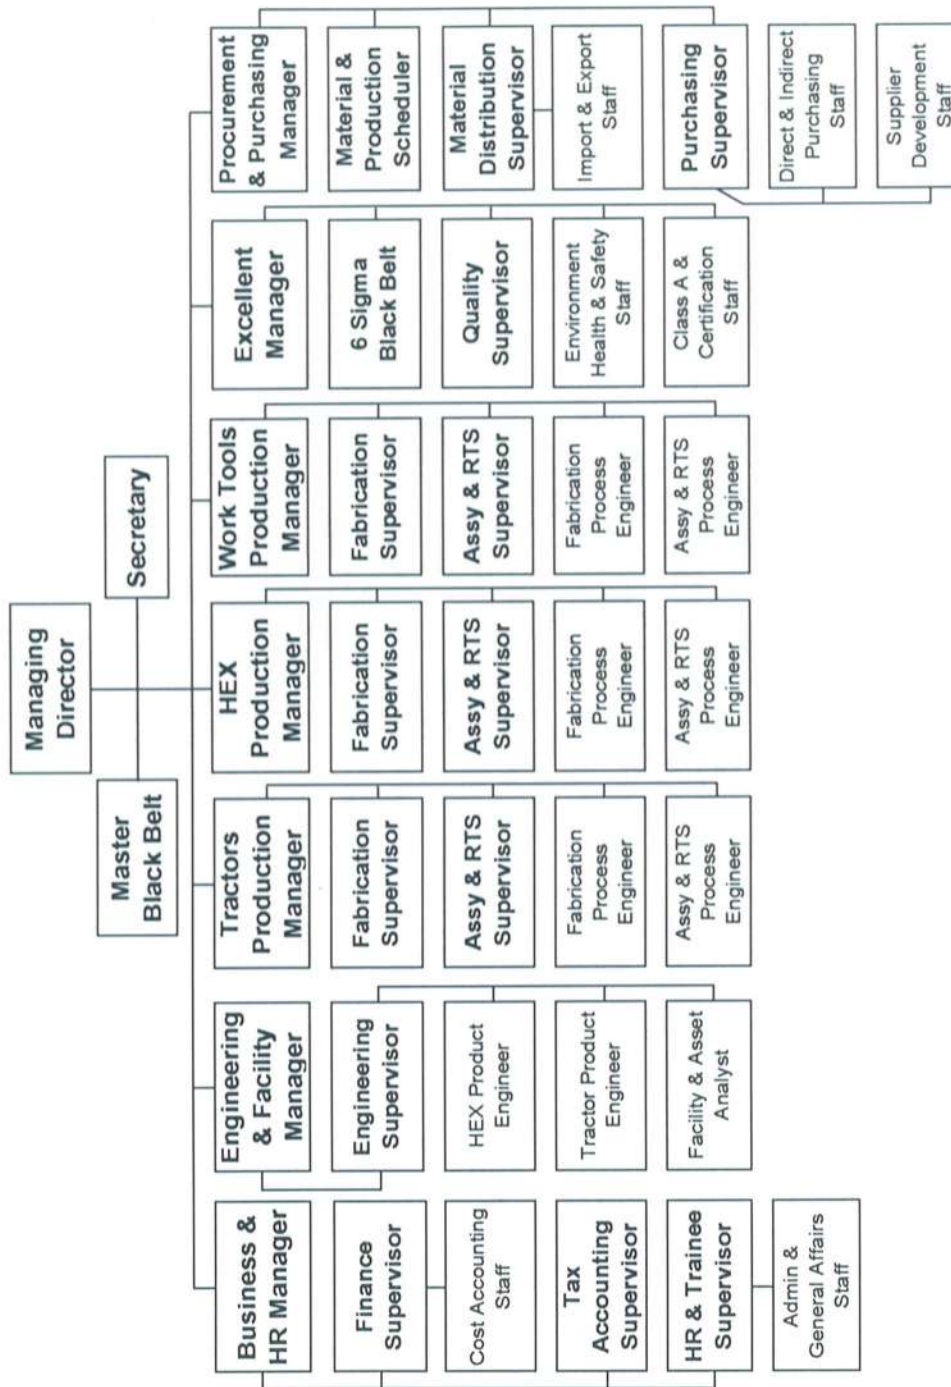 Managing
Director
Master
Black Belt
Secretary
Business &
HR Manager
Finance
Supervisor
Cost Accounting
Staff
Tax
Accounting
Supervisor
HR & Trainee
Supervisor
Admin &
General Affairs
Staff
Engineering
& Facility
Manager
Engineering
Supervisor
HEX Product
Engineer
Tractor Product
Engineer
Facility & Asset
Analyst
Tractors
Production
Manager
Fabrication
Supervisor
Assy & RTS
Supervisor
Fabrication
Process
Engineer
Assy & RTS
Process
Engineer
HEX
Production
Manager
Fabrication
Supervisor
Assy & RTS
Supervisor
Fabrication
Process
Engineer
Assy & RTS
Process
Engineer
Work Tools
Production
Manager
Fabrication
Supervisor
Assy & RTS
Supervisor
Fabrication
Process
Engineer
Assy & RTS
Process
Engineer
Excellent
Manager
6 Sigma
Black Belt
Quality
Supervisor
Environment
Health & Safety
Staff
Class A &
Certification
Staff
Procurement
& Purchasing
Manager
Material &
Production
Scheduler
Material
Distribution
Supervisor
Import & Export
Staff
Purchasing
Supervisor
Direct & Indirect
Purchasing
Staff
Supplier
Development
Staff